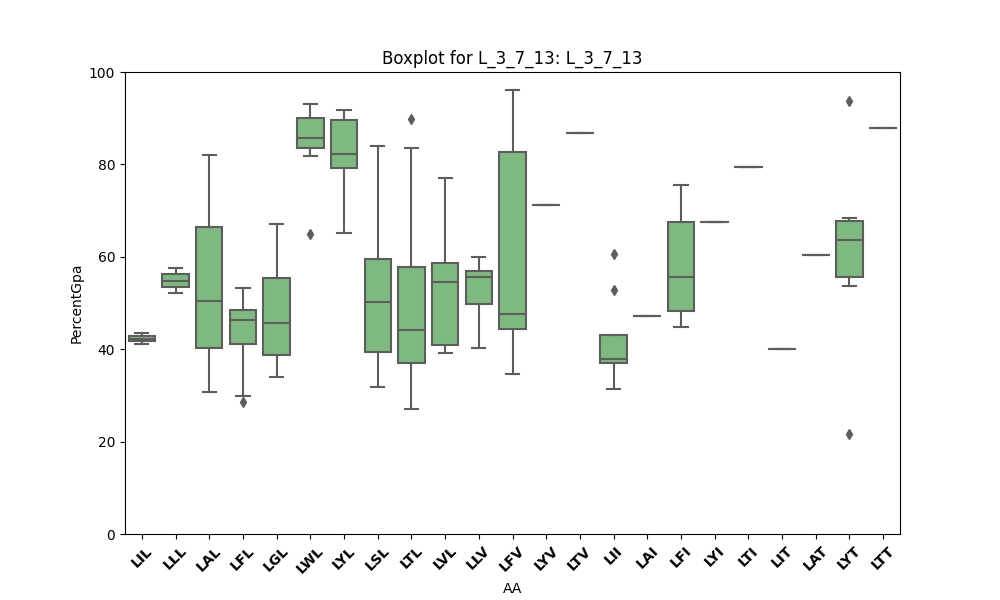 Boxplot for L_3_7_13: L_3_7_13
100
80
60
40
20
0
PercentGpa
LIL LLL LAL LFL LGL LWL LYL LSL LTL LVL LLV LFV LYV LTV LII LAI LFI LYI LTI LIT LAT LYT LTT
AA